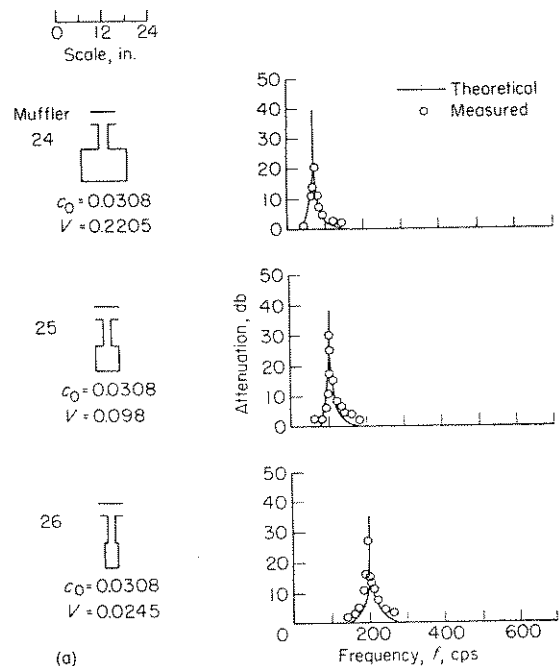 0 12 24
Scale, in.
Muffler
24
c₀ = 0.0308
V = 0.2205
50
40
30
20
10
0
Theoretical
Measured
25
c₀ = 0.0308
V = 0.098
Attenuation, db
50
40
30
20
10
0
26
c₀ = 0.0308
V = 0.0245
50
40
30
20
10
0
0 200 400 600
(a)
Frequency, f, cps